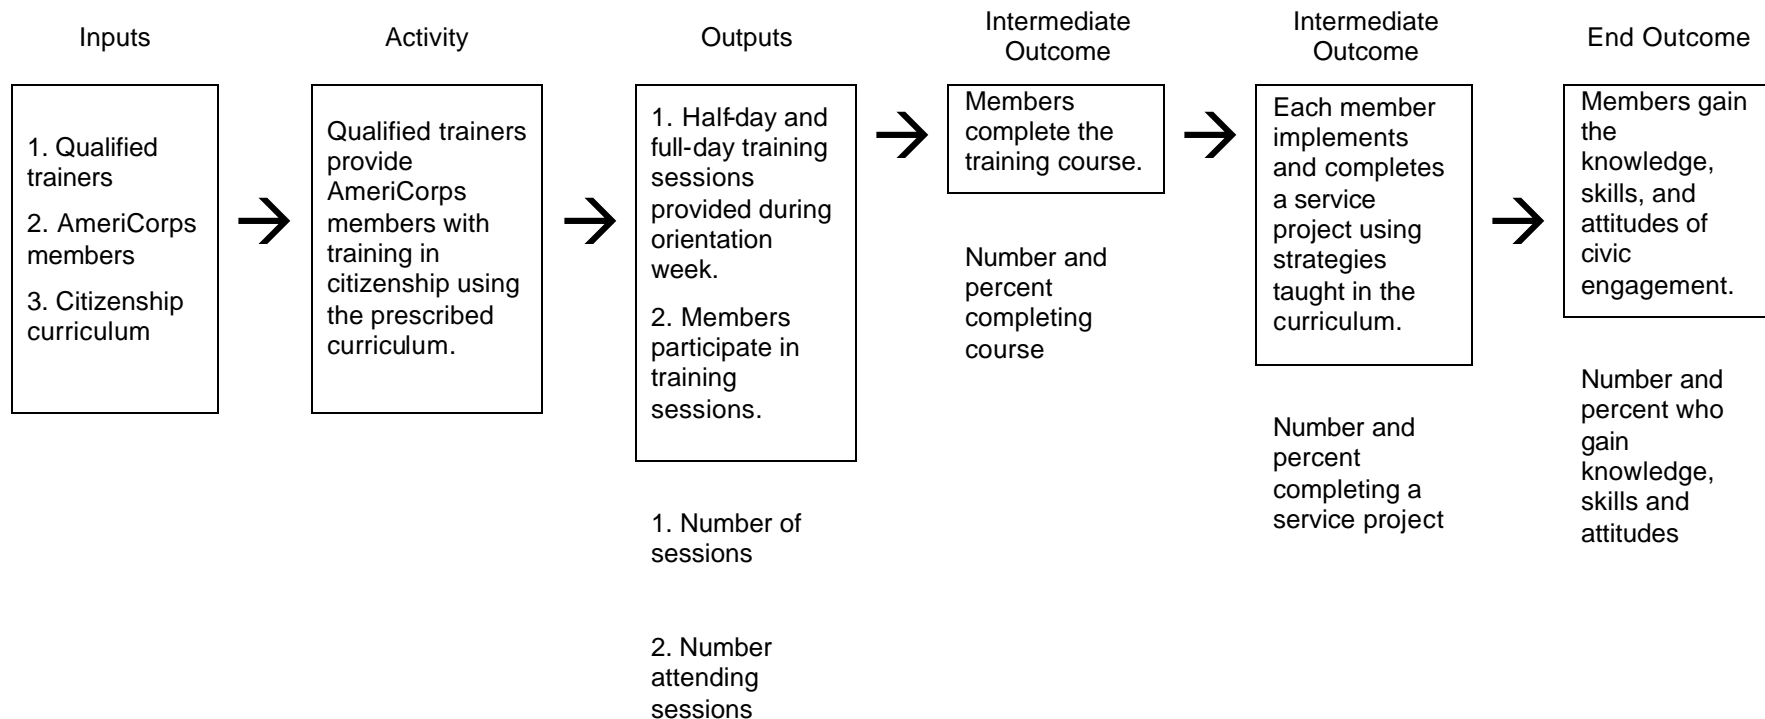 Inputs
1. Qualified
trainers
2. AmeriCorps
members
3. Citizenship
curriculum
Activity
Qualified trainers
provide
AmeriCorps
members with
training in
citizenship using
the prescribed
curriculum.
Outputs
1. Half-day and
full-day training
sessions
provided during
orientation
week.
2. Members
participate in
training
sessions.
1. Number of
sessions
2. Number
attending
sessions
Intermediate
Outcome
Members
complete the
training course.
Number and
percent
completing
course
Intermediate
Outcome
Each member
implements
and completes
a service
project using
strategies
taught in the
curriculum.
Number and
percent
completing a
service project
End Outcome
Members gain
the
knowledge,
skills, and
attitudes of
civic
engagement.
Number and
percent who
gain
knowledge,
skills and
attitudes